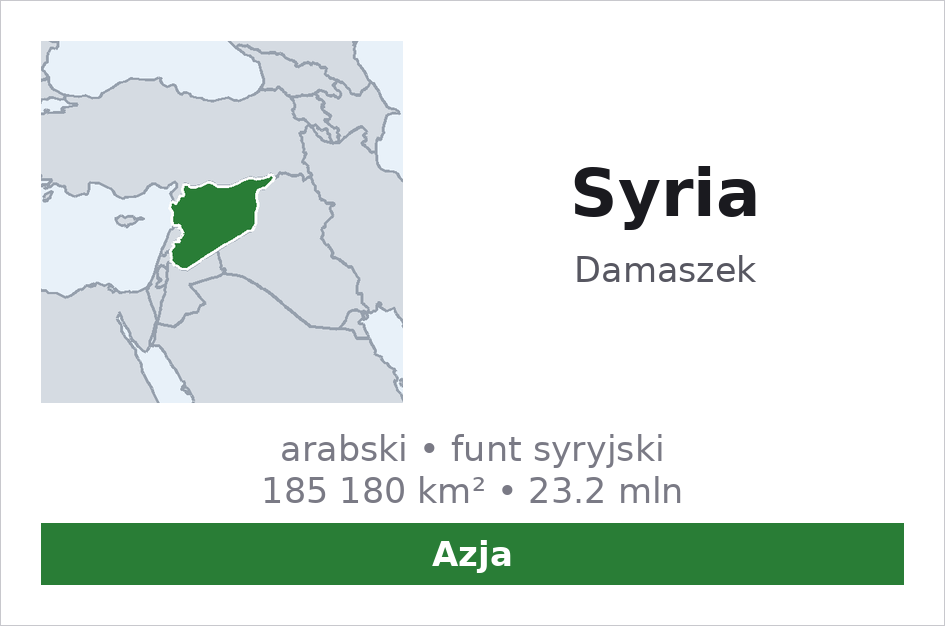 Syria
Damaszek
arabski • funt syryjski
185 180 km² • 23.2 mln
Azja